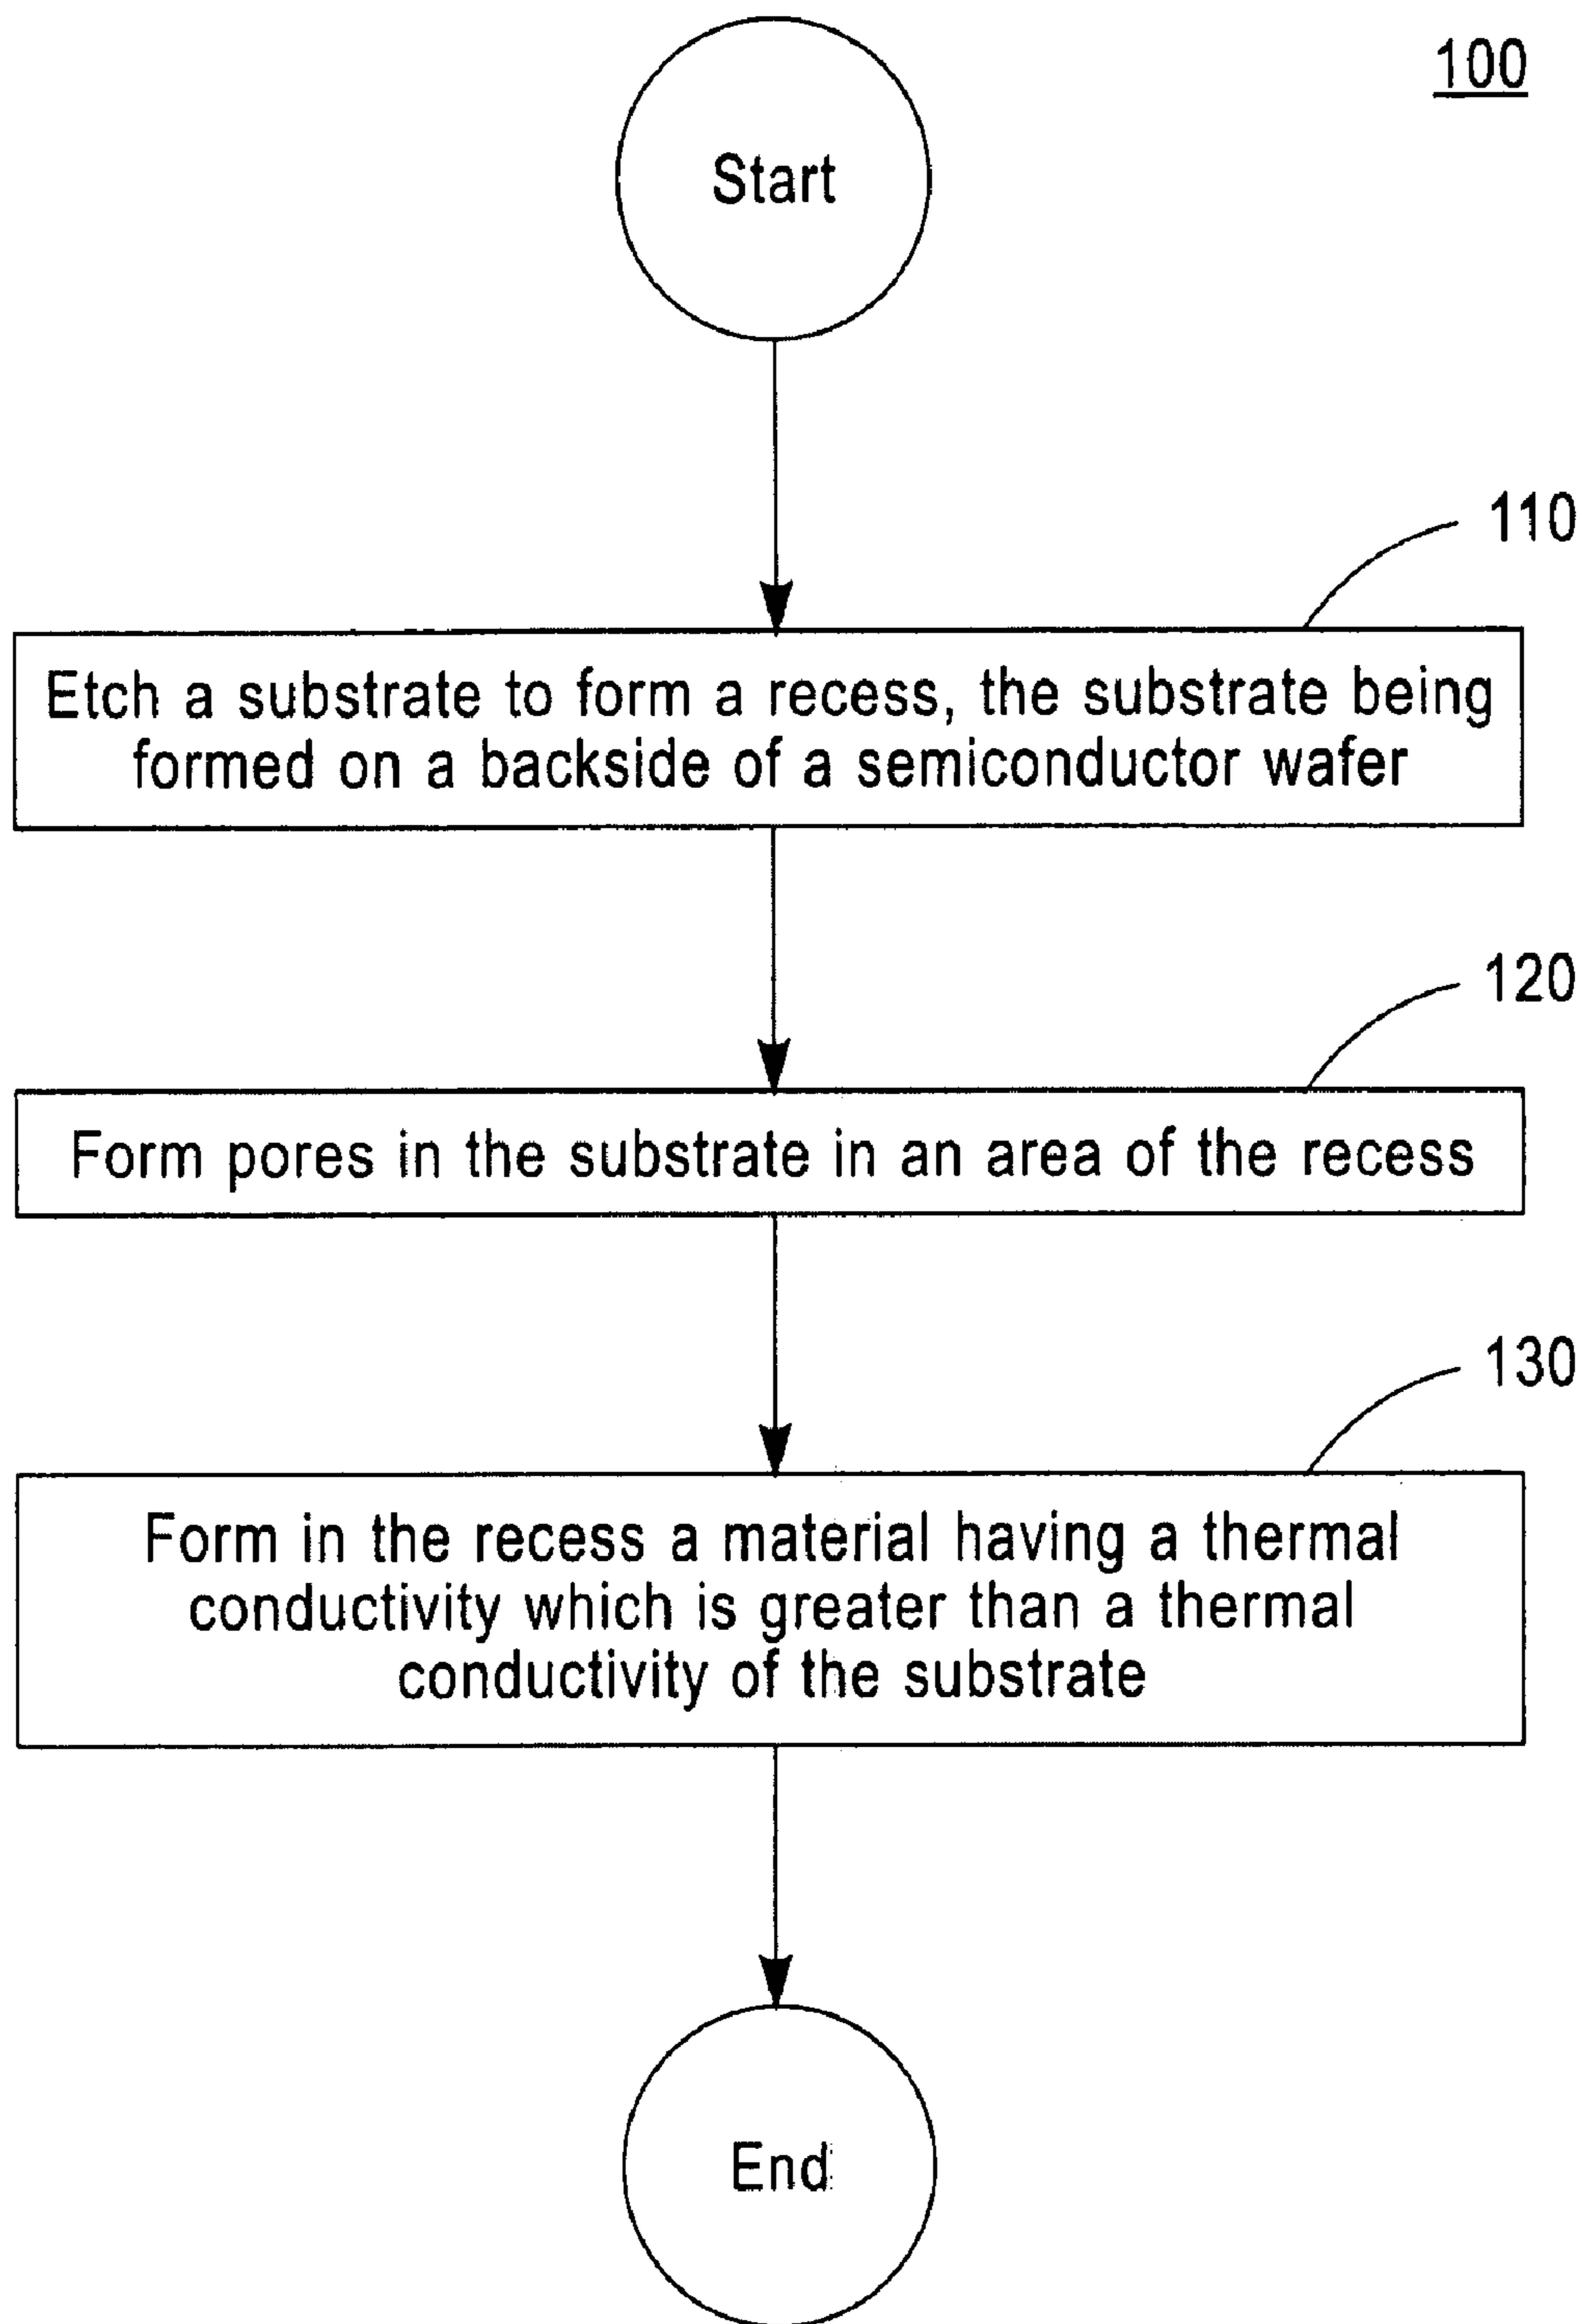 100
Start
110
Etch a substrate to form a recess, the substrate being
formed on a backside of a semiconductor wafer
120
Form pores in the substrate in an area of the recess
130
Form in the recess a material having a thermal
conductivity which is greater than a thermal
conductivity of the substrate
End